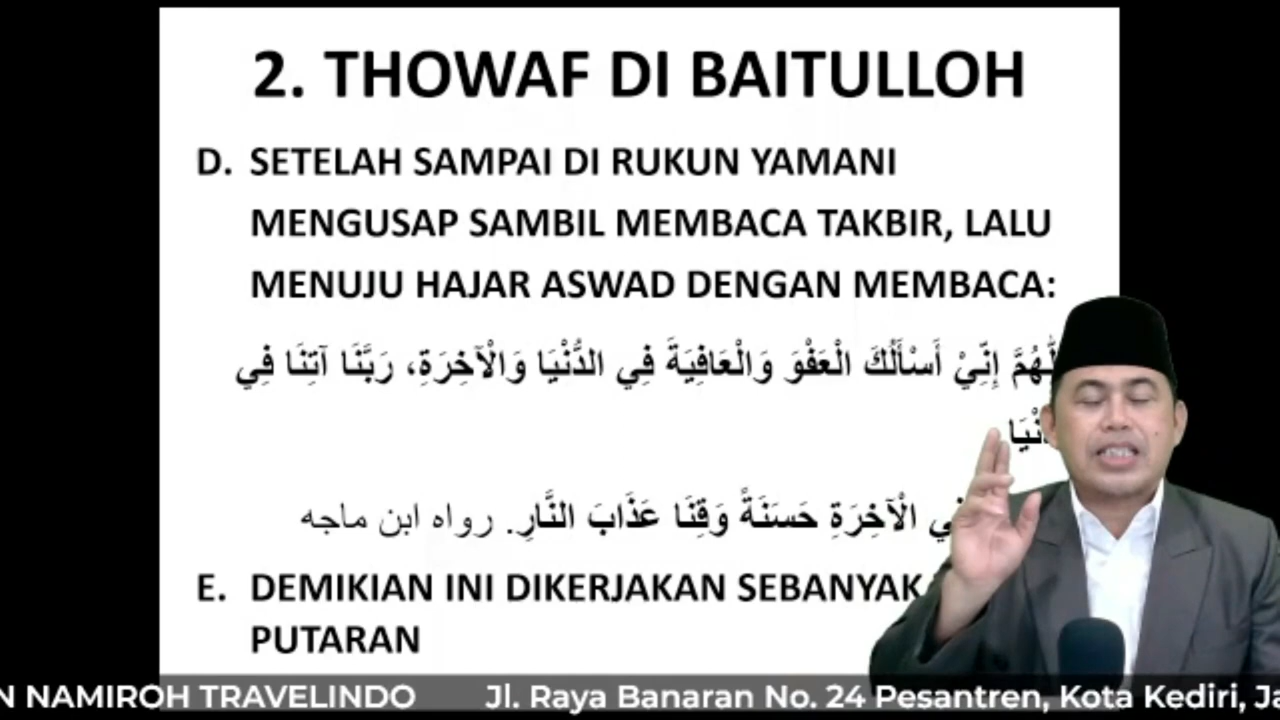 2. THOWAF DI BAITULLOH
D. SETELAH SAMPAI DI RUKUN YAMANI
MENGUSAP SAMBIL MEMBACA TAKBIR, LALU
MENUJU HAJAR ASWAD DENGAN MEMBACA:
إِنِّيْ أَسْأَلُكَ الْعَفْوَ وَالْعَافِيَةَ فِي الدُّنْيَا وَالْآخِرَةِ، رَبَّنَا آتِنَا فِي
الْآخِرَةِ حَسَنَةً وَقِنَا عَذَابَ النَّارِ. رواه ابن ماجه
E. DEMIKIAN INI DIKERJAKAN SEBANYAK
PUTARAN
N NAMIROH TRAVELINDO Jl. Raya Banaran No. 24 Pesantren, Kota Kediri, Ja